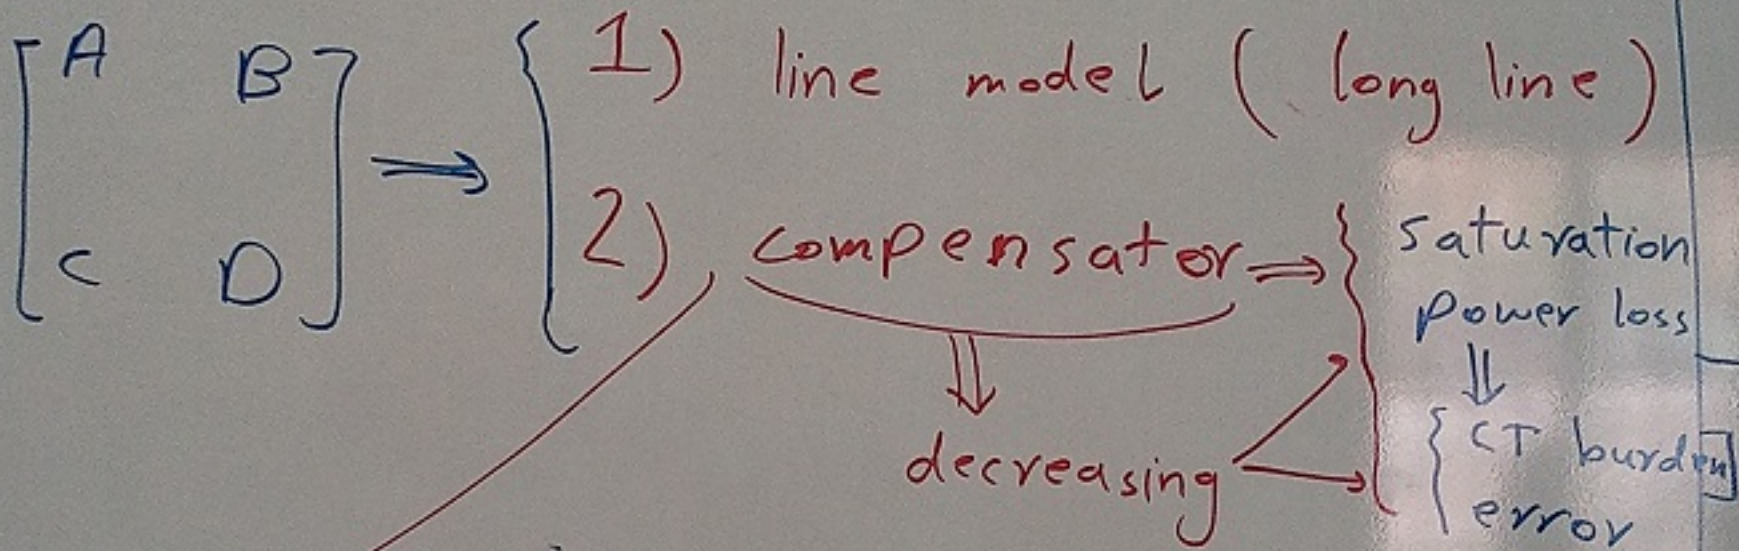 A B
C D
1) line model ( long line )
2) compensator
decreasing
saturation
power loss
CT burden
error